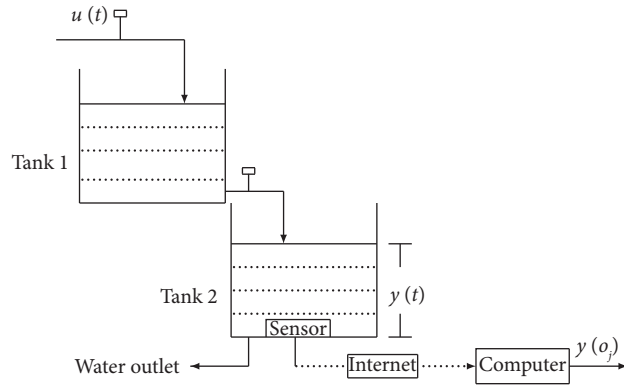 u (t)
Tank 1
Tank 2
y (t)
Sensor
Water outlet
Internet
Computer
y (o_j)